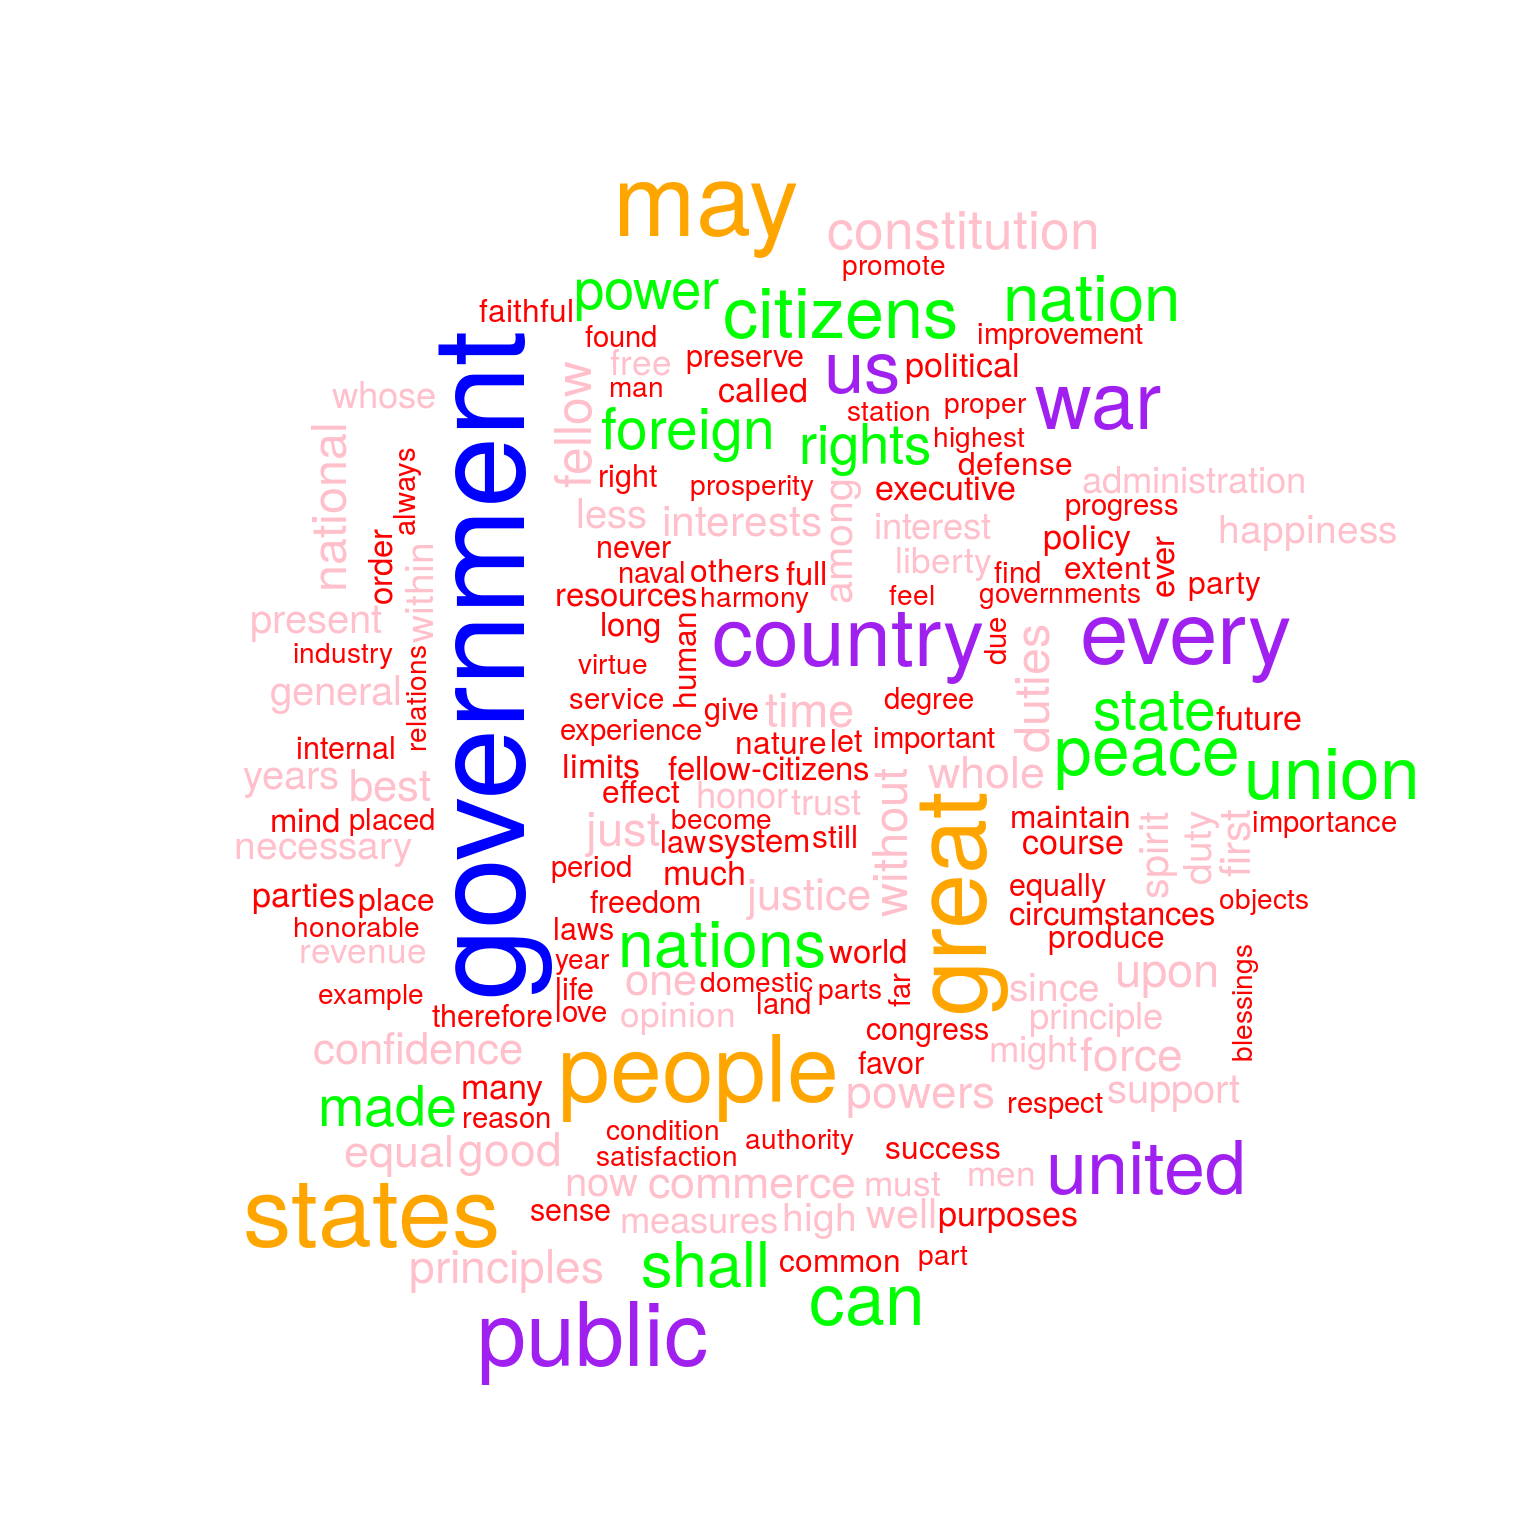 may
constitution
promote
power
citizens
nation
faithful
found
improvement
us
free
preserve
political
man
called
war
whose
station
proper
foreign
rights
highest
fellow
government
national
right
defense
prosperity
executive
administration
progress
always
less
interests
among
interest
happiness
policy
order
never
liberty
within
naval
others
full
find
extent
ever
party
resources
harmony
feel
governments
present
long
country
due
every
industry
virtue
human
duties
general
relations
service
give
time
degree
state
future
experience
internal
nature
let
important
peace
union
years
best
limits
fellow-citizens
whole
effect
honor
trust
without
great
mind
placed
just
become
maintain
importance
necessary
law
system
still
course
spirit
duty
first
period
much
equally
parties
place
freedom
justice
circumstances
objects
honorable
laws
nations
produce
revenue
year
world
upon
example
life
one
domestic
parts
far
since
blessings
therefore
love
land
opinion
principle
confidence
congress
might
force
people
favor
made
many
powers
support
reason
respect
condition
authority
equal
good
satisfaction
success
united
now
commerce
must
men
states
sense
measures
high
well
purposes
principles
shall
common
part
can
public